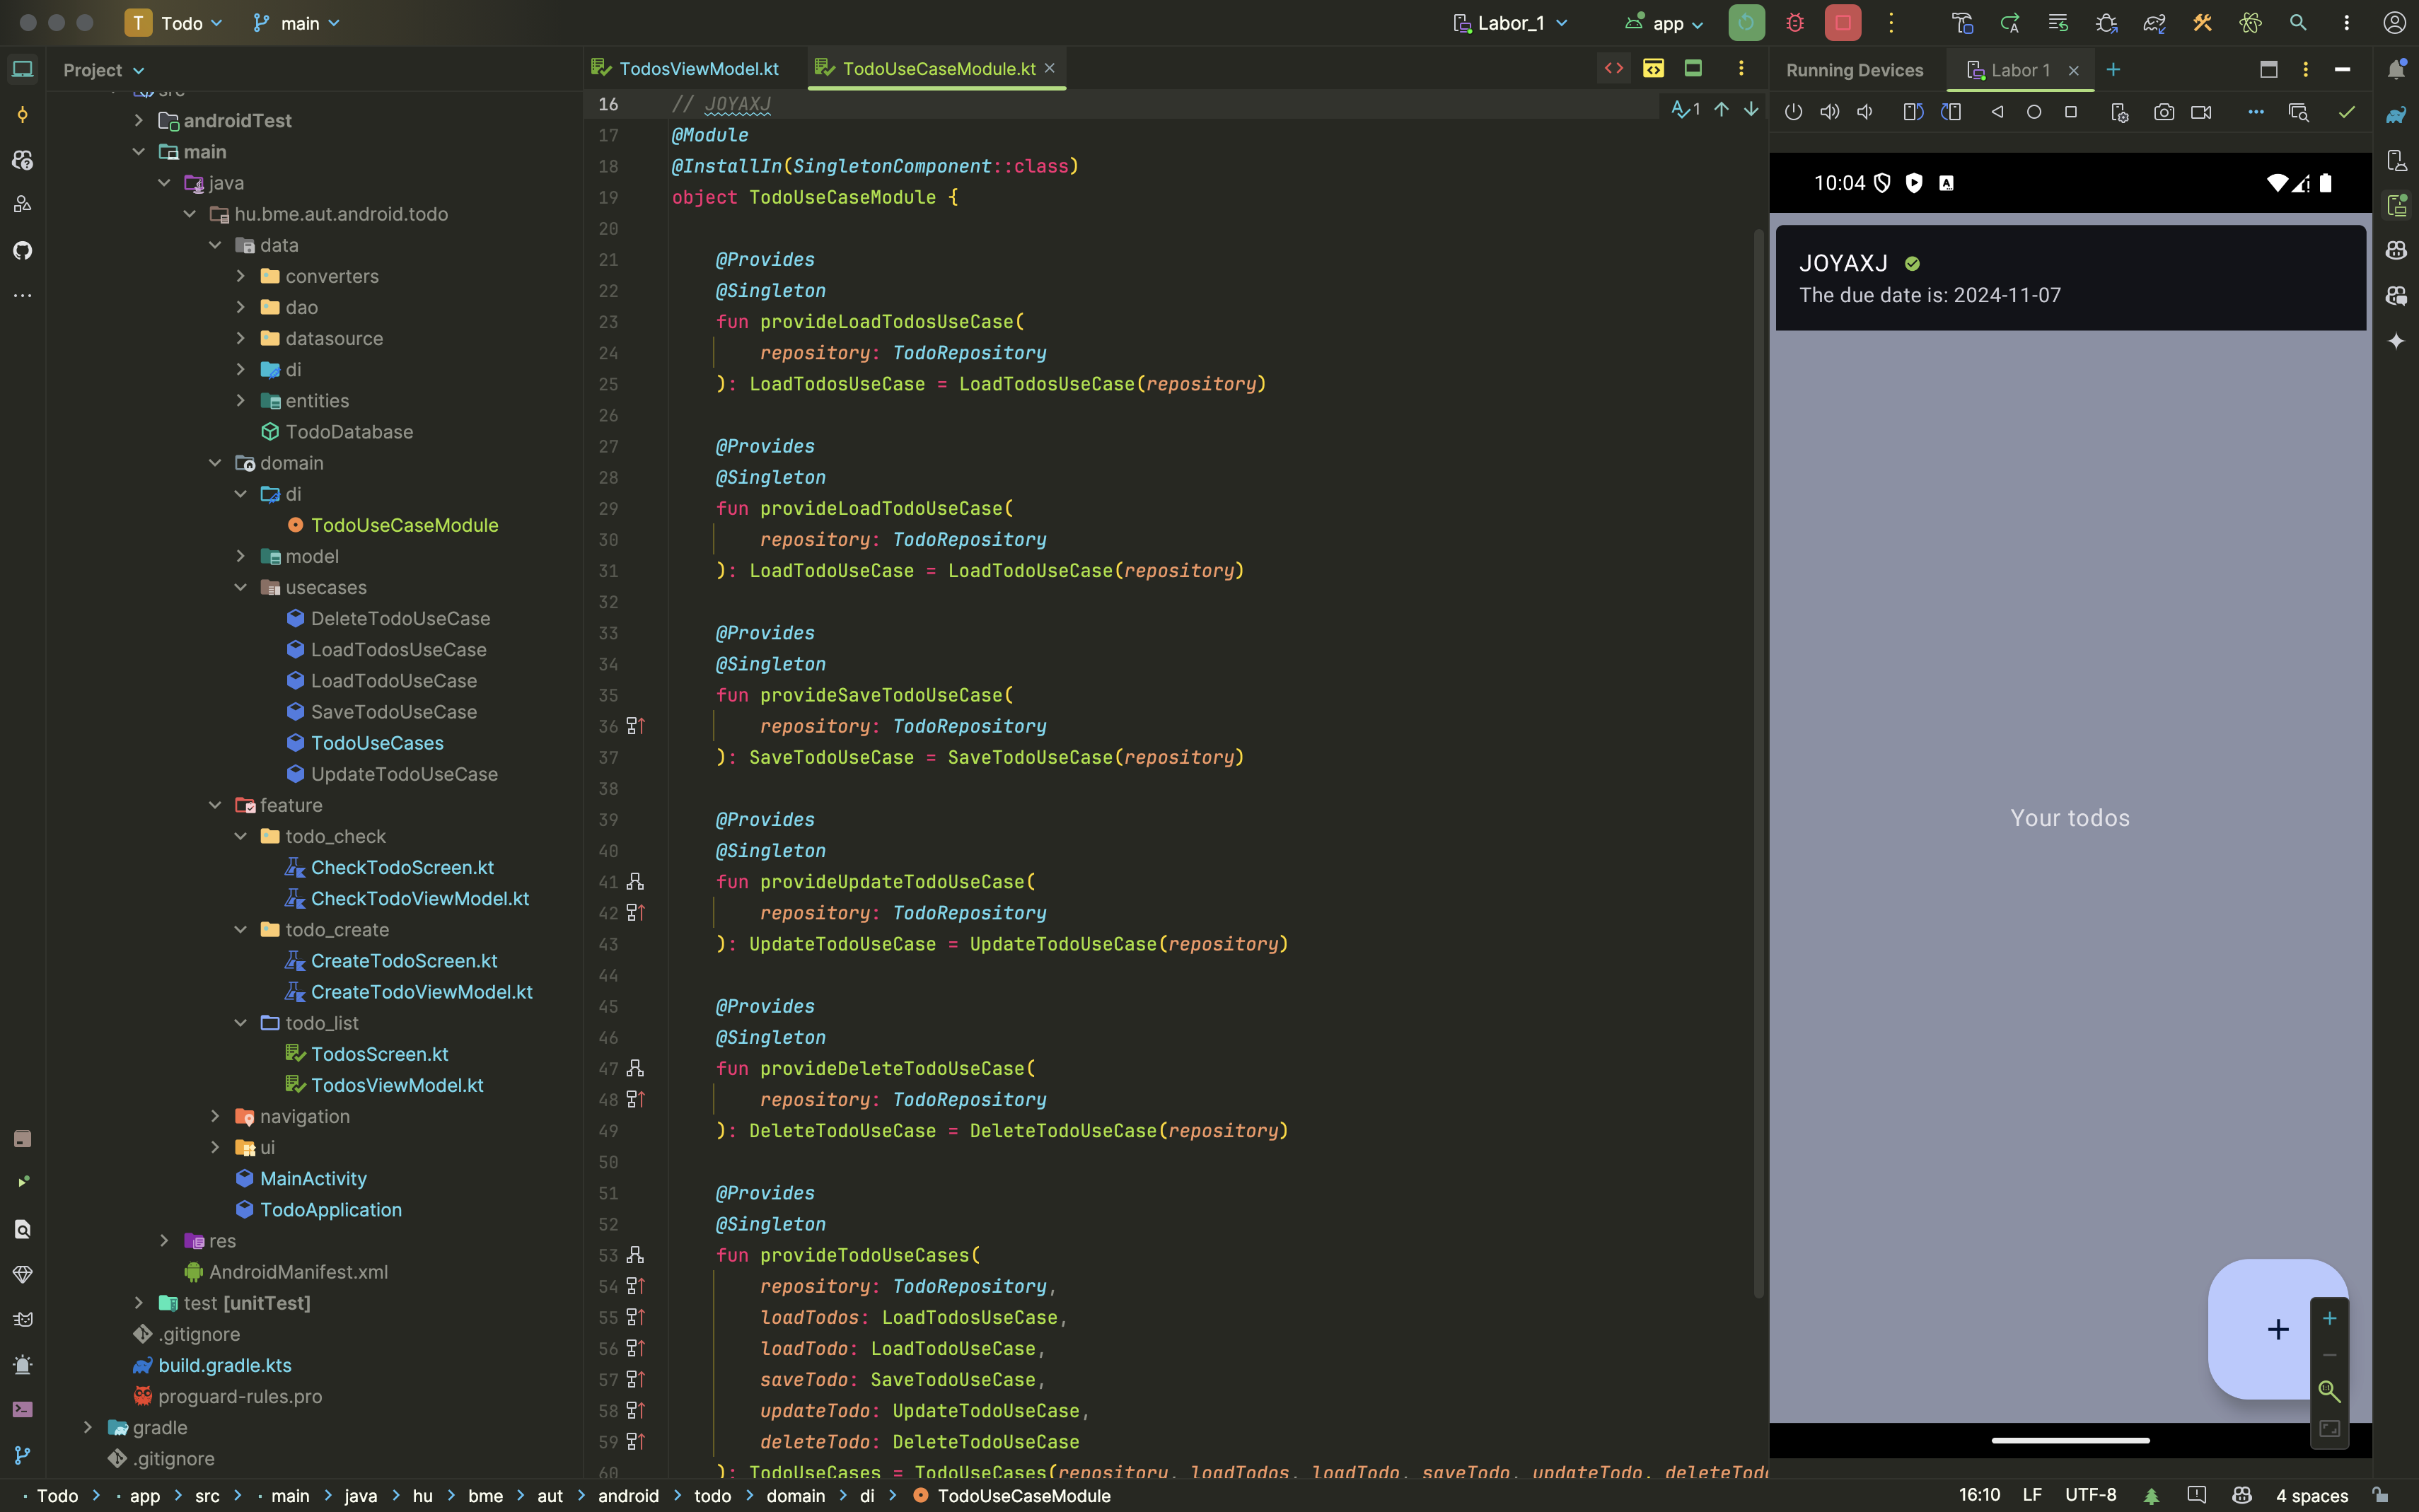 T Todo main Labor_1 app
Project
TodosViewModel.kt TodoUseCaseModule.kt
Running Devices Labor 1
src
androidTest
main
java
hu.bme.aut.android.todo
data
converters
dao
datasource
di
entities
TodoDatabase
domain
di
TodoUseCaseModule
model
usecases
DeleteTodoUseCase
LoadTodosUseCase
LoadTodoUseCase
SaveTodoUseCase
TodoUseCases
UpdateTodoUseCase
feature
todo_check
CheckTodoScreen.kt
CheckTodoViewModel.kt
todo_create
CreateTodoScreen.kt
CreateTodoViewModel.kt
todo_list
TodosScreen.kt
TodosViewModel.kt
navigation
ui
MainActivity
TodoApplication
res
AndroidManifest.xml
test [unitTest]
.gitignore
build.gradle.kts
proguard-rules.pro
gradle
.gitignore
16 // JOYAXJ 1
17 @Module
18 @InstallIn(SingletonComponent::class)
19 object TodoUseCaseModule {
20
21 @Provides
22 @Singleton
23 fun provideLoadTodosUseCase(
24 repository: TodoRepository
25 ): LoadTodosUseCase = LoadTodosUseCase(repository)
26
27 @Provides
28 @Singleton
29 fun provideLoadTodoUseCase(
30 repository: TodoRepository
31 ): LoadTodoUseCase = LoadTodoUseCase(repository)
32
33 @Provides
34 @Singleton
35 fun provideSaveTodoUseCase(
36 repository: TodoRepository
37 ): SaveTodoUseCase = SaveTodoUseCase(repository)
38
39 @Provides
40 @Singleton
41 fun provideUpdateTodoUseCase(
42 repository: TodoRepository
43 ): UpdateTodoUseCase = UpdateTodoUseCase(repository)
44
45 @Provides
46 @Singleton
47 fun provideDeleteTodoUseCase(
48 repository: TodoRepository
49 ): DeleteTodoUseCase = DeleteTodoUseCase(repository)
50
51 @Provides
52 @Singleton
53 fun provideTodoUseCases(
54 repository: TodoRepository,
55 loadTodos: LoadTodosUseCase,
56 loadTodo: LoadTodoUseCase,
57 saveTodo: SaveTodoUseCase,
58 updateTodo: UpdateTodoUseCase,
59 deleteTodo: DeleteTodoUseCase
60 ): TodoUseCases = TodoUseCases(repository, loadTodos, loadTodo, saveTodo, updateTodo, deleteTodo
10:04
JOYAXJ
The due date is: 2024-11-07
Your todos
+
1:1
Todo > app > src > main > java > hu > bme > aut > android > todo > domain > di > TodoUseCaseModule
16:10 LF UTF-8 4 spaces